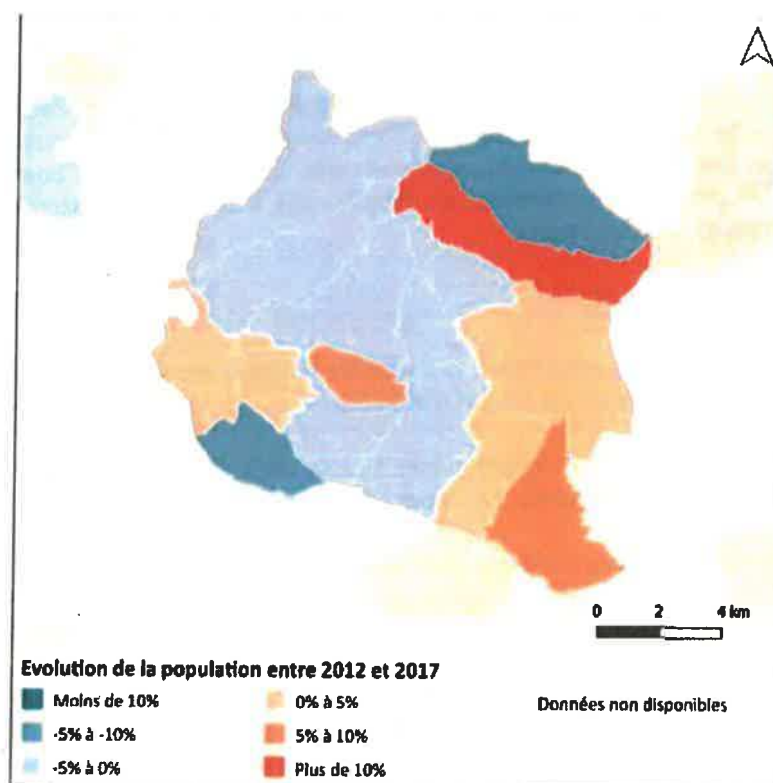 0 2 4 km
Evolution de la population entre 2012 et 2017
Moins de 10%
-5% à -10%
-5% à 0%
0% à 5%
5% à 10%
Plus de 10%
Données non disponibles